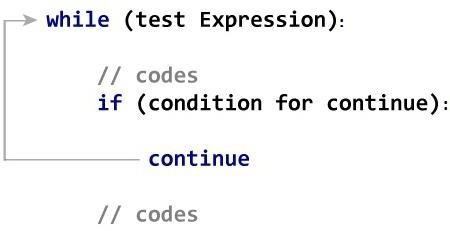 while (test Expression):
// codes
if (condition for continue):
continue
// codes